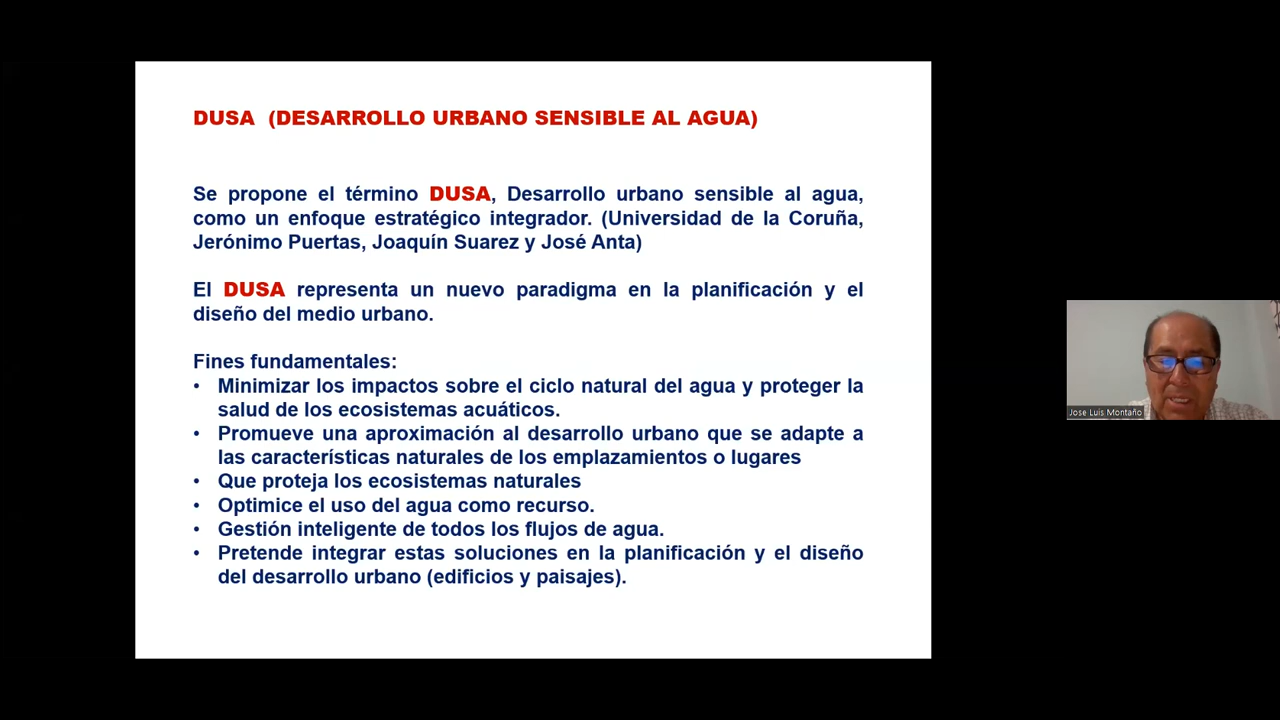 DUSA (DESARROLLO URBANO SENSIBLE AL AGUA)
Se propone el término DUSA, Desarrollo urbano sensible al agua,
como un enfoque estratégico integrador. (Universidad de la Coruña,
Jerónimo Puertas, Joaquín Suarez y José Anta)
El DUSA representa un nuevo paradigma en la planificación y el
diseño del medio urbano.
Fines fundamentales:
• Minimizar los impactos sobre el ciclo natural del agua y proteger la
salud de los ecosistemas acuáticos.
• Promueve una aproximación al desarrollo urbano que se adapte a
las características naturales de los emplazamientos o lugares
• Que proteja los ecosistemas naturales
• Optimice el uso del agua como recurso.
• Gestión inteligente de todos los flujos de agua.
• Pretende integrar estas soluciones en la planificación y el diseño
del desarrollo urbano (edificios y paisajes).
Jose Luis Montaño